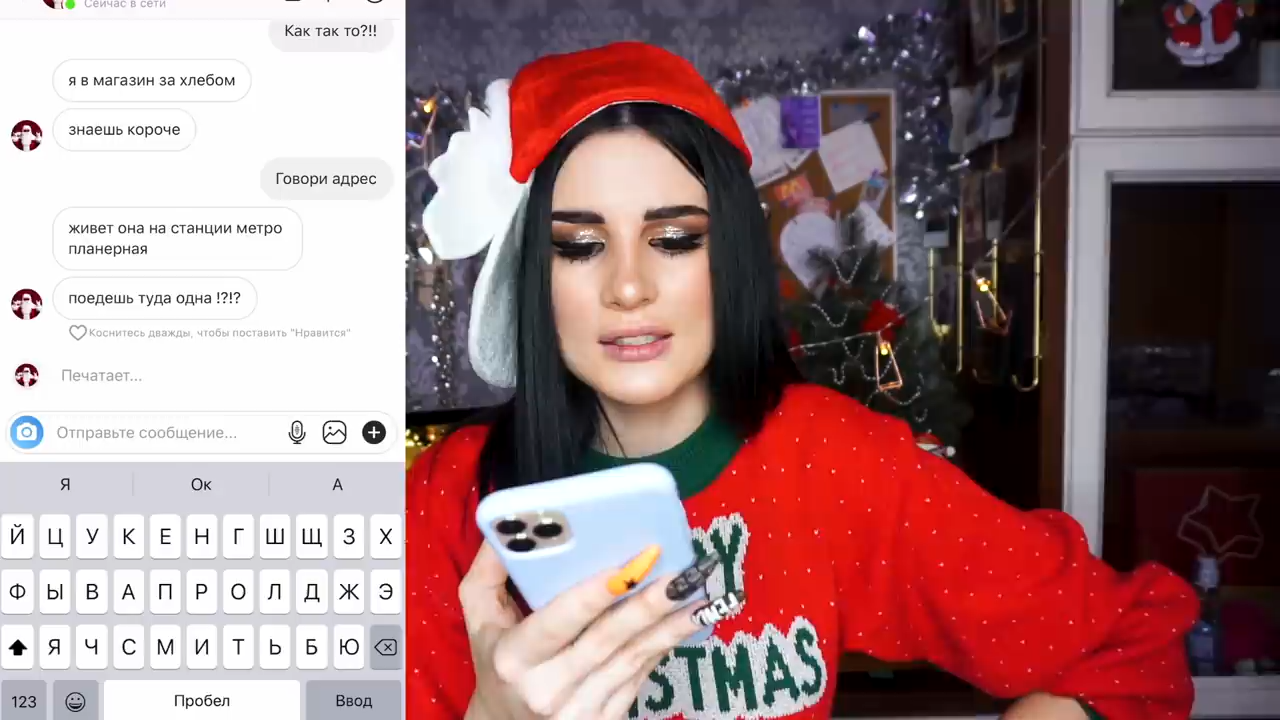 Сейчас в сети
Как так то?!!
я в магазин за хлебом
знаешь короче
Говори адрес
живет она на станции метро
планерная
поедешь туда одна !?!?
Коснитесь дважды, чтобы поставить "Нравится"
Печатает...
Отправьте сообщение...
Я Ок А
Й Ц У К Е Н Г Ш Щ З Х
Ф Ы В А П Р О Л Д Ж Э
Я Ч С М И Т Ь Б Ю
123 Пробел Ввод
STMAS